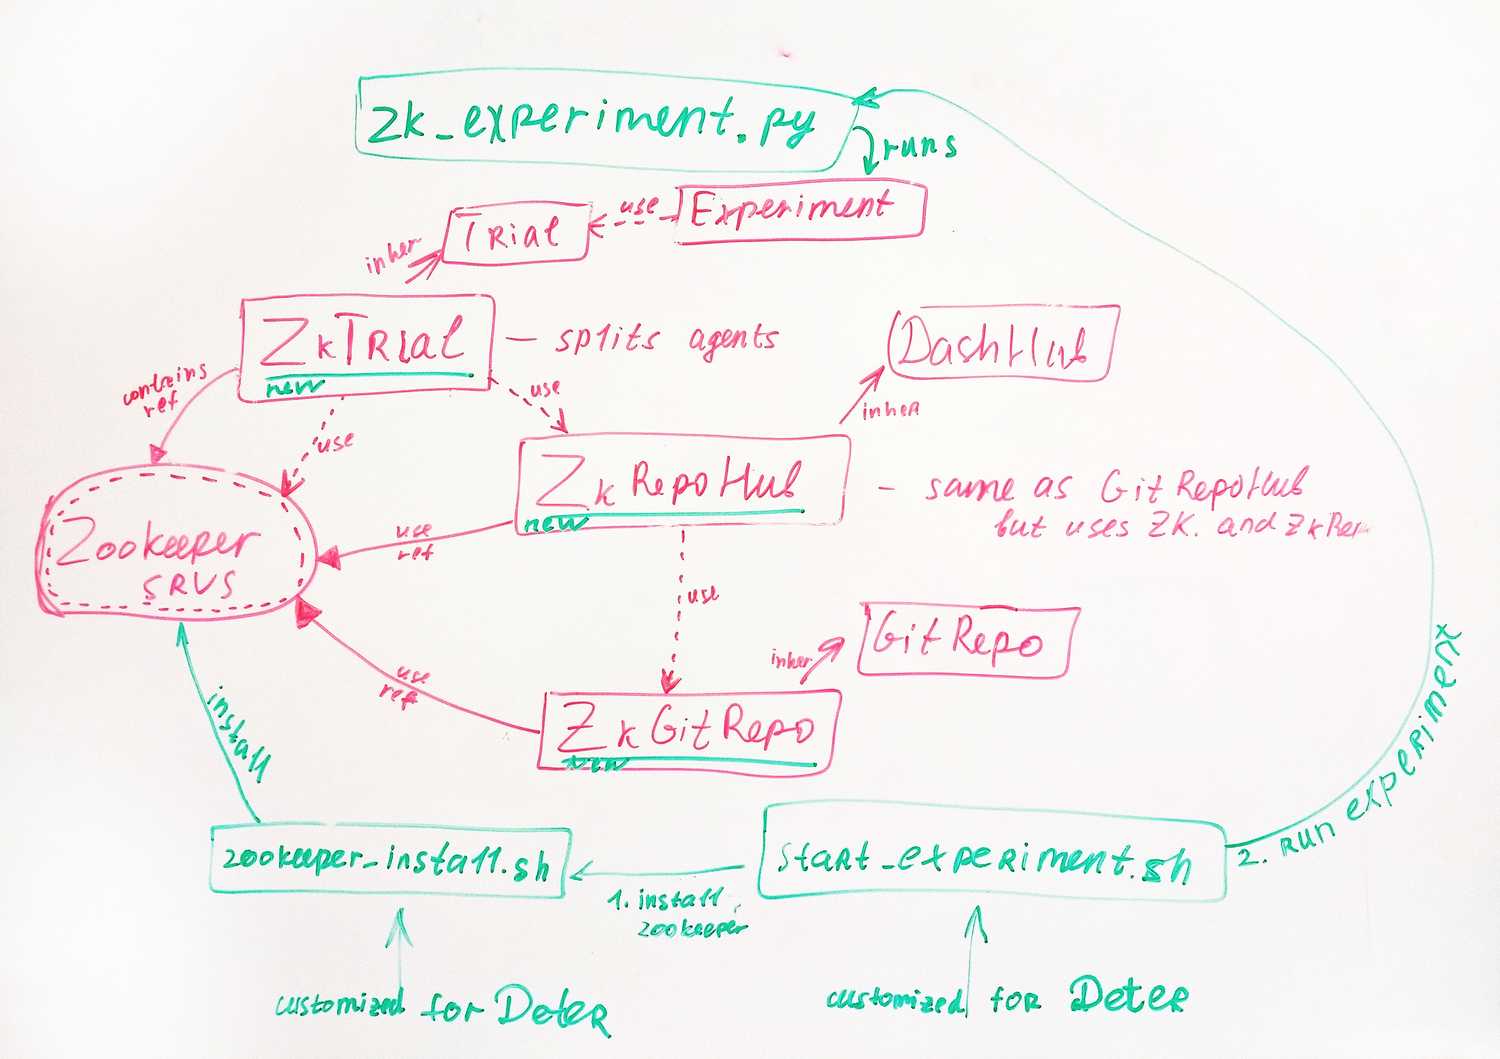 zk_experiment.py
runs
Experiment
use
Trial
inher
ZkTrial
new
— splits agents
DashHub
inher
contains
ref
use
use
ZkRepoHub
new
- same as GitRepoHub
but uses ZK. and
Zookeeper
SRVS
use
ref
use
GitRepo
inher
use
ref
ZkGitRepo
new
install
zookeeper_install.sh
start_experiment.sh
1. install
zookeeper
2. run experiment
customized for Deter
customized for Deter